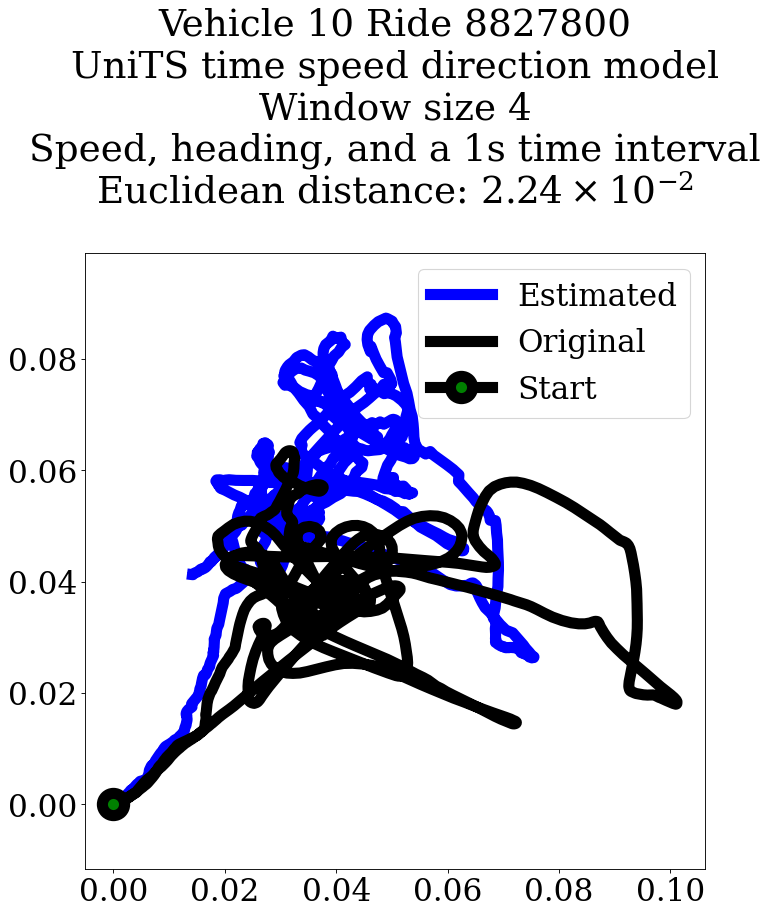 Vehicle 10 Ride 8827800
UniTS time speed direction model
Window size 4
Speed, heading, and a 1s time interval
Euclidean distance: 2.24 × 10⁻²
Estimated
Original
Start
0.08
0.06
0.04
0.02
0.00
0.00 0.02 0.04 0.06 0.08 0.10